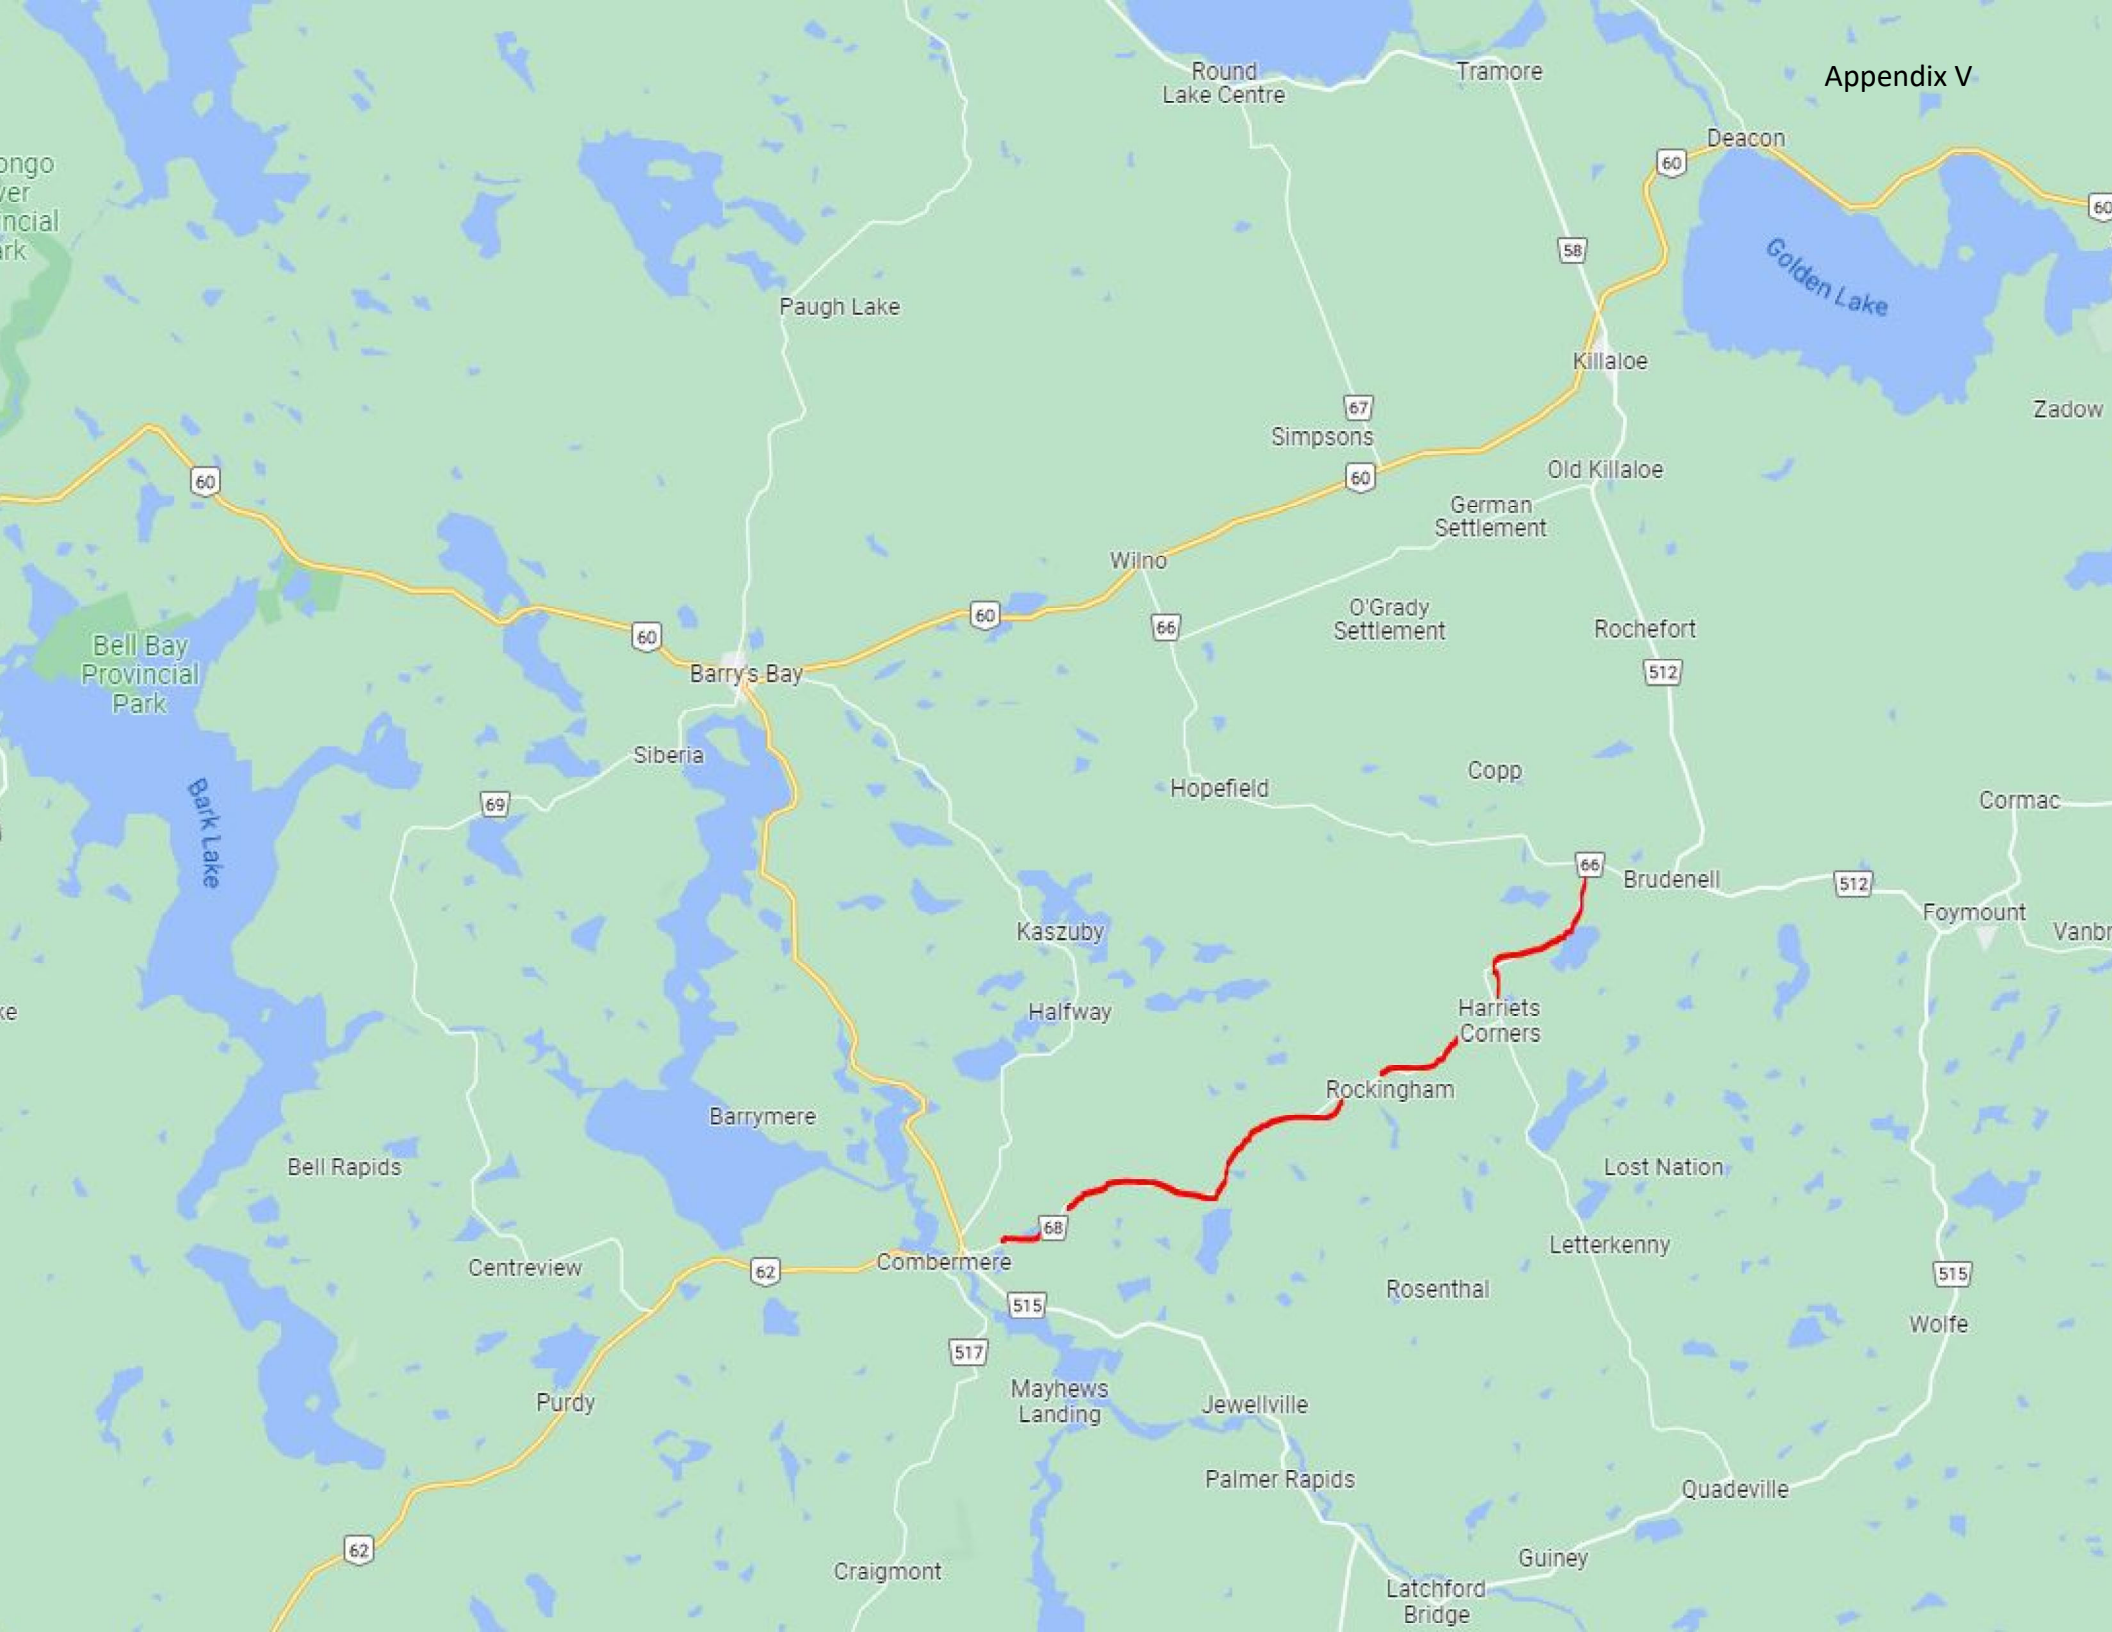 Appendix V
Round
Lake Centre
Tramore
Deacon
60
60
58
Golden Lake
Paugh Lake
Killaloe
67
Simpsons
60
Zadow
Old Killaloe
German
Settlement
60
Wilno
60
60
66
O'Grady
Settlement
Rochefort
512
Bell Bay
Provincial
Park
Barry's Bay
Siberia
69
Bark Lake
Hopefield
Copp
Cormac
66
Brudenell
512
Foymount
Kaszuby
Halfway
Harriets
Corners
Rockingham
Barrymere
Bell Rapids
Lost Nation
68
Letterkenny
Centreview
62
Combermere
515
Rosenthal
515
517
Wolfe
Purdy
Mayhews
Landing
Jewellville
Palmer Rapids
Quadeville
62
Craigmont
Guiney
Latchford
Bridge